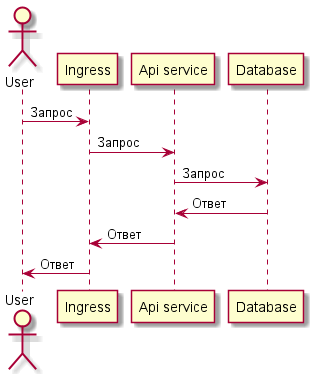 User
Ingress
Api service
Database
Запрос
Запрос
Запрос
Ответ
Ответ
Ответ
User
Ingress
Api service
Database